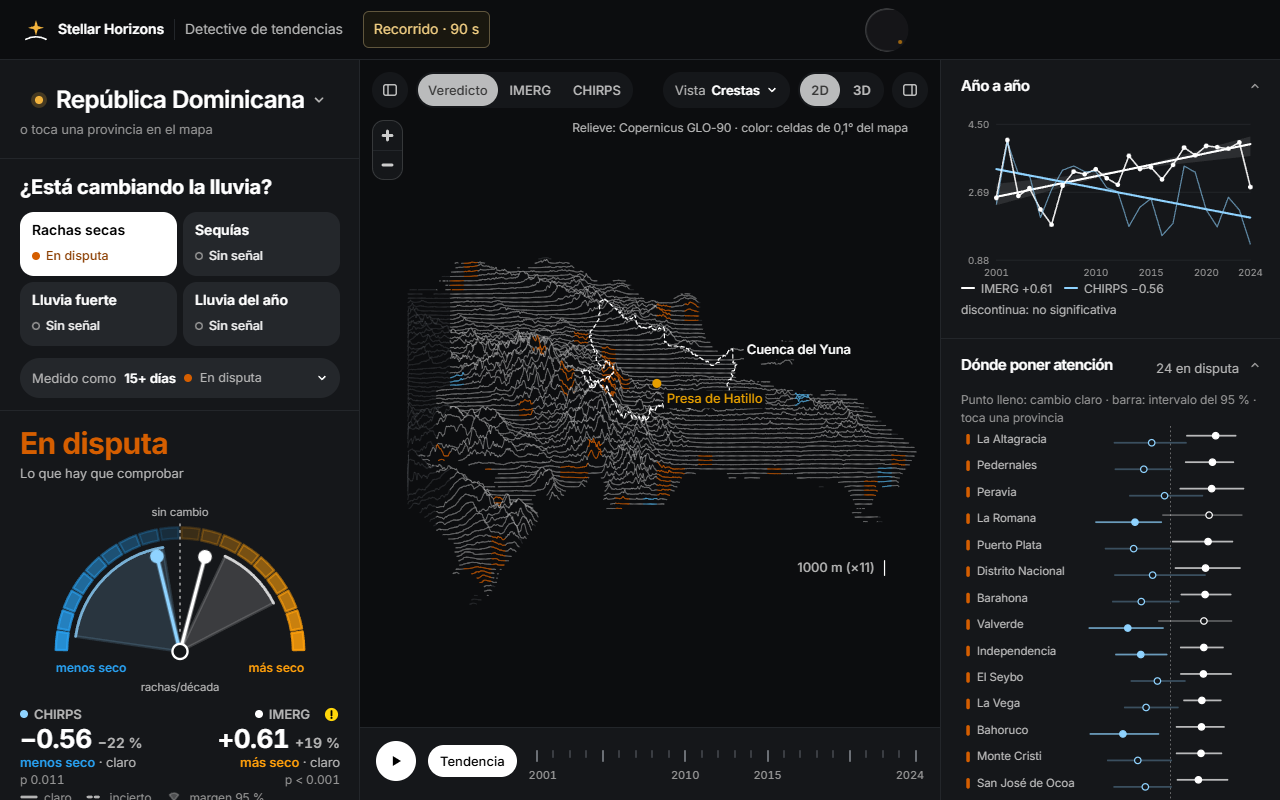 Stellar Horizons
Detective de tendencias
Recorrido · 90 s
República Dominicana
o toca una provincia en el mapa
¿Está cambiando la lluvia?
Rachas secas
En disputa
Sequías
Sin señal
Lluvia fuerte
Sin señal
Lluvia del año
Sin señal
Medido como 15+ días En disputa
En disputa
Lo que hay que comprobar
sin cambio
menos seco
más seco
rachas/década
CHIRPS
−0.56 −22 %
menos seco · claro
p 0.011
IMERG !
+0.61 +19 %
más seco · claro
p < 0.001
claro incierto margen 95 %
Veredicto IMERG CHIRPS
Vista Crestas
2D 3D
Relieve: Copernicus GLO-90 · color: celdas de 0,1° del mapa
+
−
Cuenca del Yuna
Presa de Hatillo
1000 m (×11)
Tendencia
2001 2010 2015 2024
Año a año
4.50
2.69
0.88
2001 2010 2015 2020 2024
IMERG +0.61 CHIRPS −0.56
discontinua: no significativa
Dónde poner atención
24 en disputa
Punto lleno: cambio claro · barra: intervalo del 95 % ·
toca una provincia
La Altagracia
Pedernales
Peravia
La Romana
Puerto Plata
Distrito Nacional
Barahona
Valverde
Independencia
El Seybo
La Vega
Bahoruco
Monte Cristi
San José de Ocoa